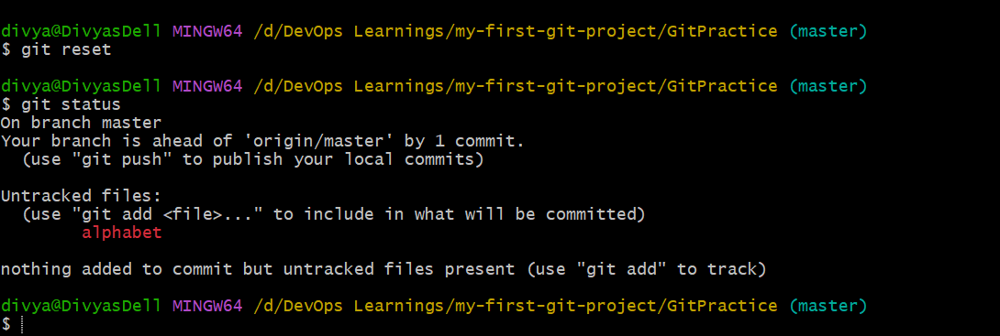 divya@DivyasDell MINGW64 /d/DevOps Learnings/my-first-git-project/GitPractice (master)
$ git reset
divya@DivyasDell MINGW64 /d/DevOps Learnings/my-first-git-project/GitPractice (master)
$ git status
On branch master
Your branch is ahead of 'origin/master' by 1 commit.
  (use "git push" to publish your local commits)
Untracked files:
  (use "git add <file>..." to include in what will be committed)
        alphabet
nothing added to commit but untracked files present (use "git add" to track)
divya@DivyasDell MINGW64 /d/DevOps Learnings/my-first-git-project/GitPractice (master)
$